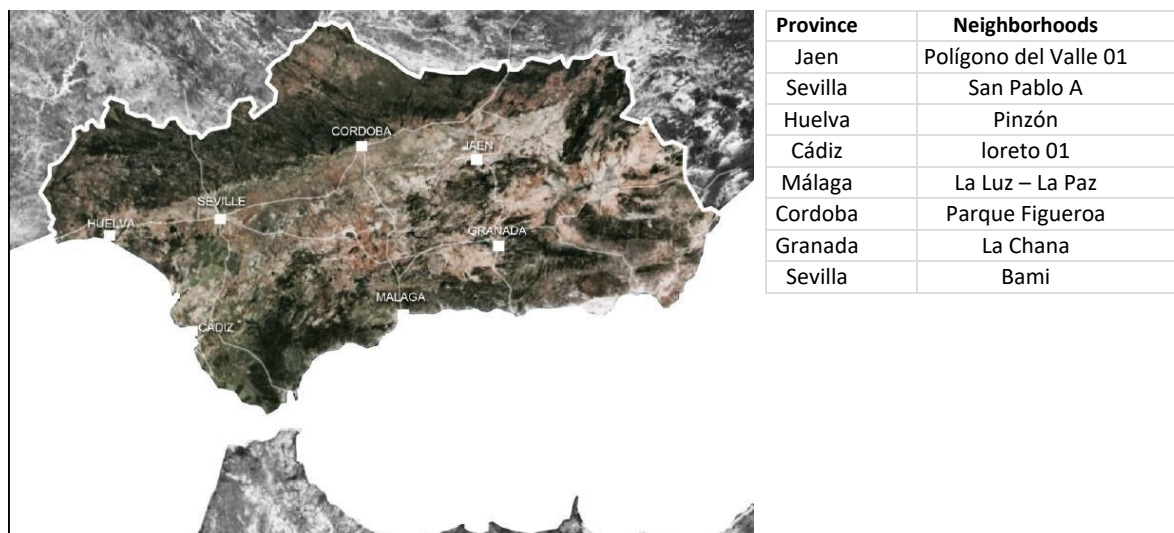 CORDOBA
JAEN
SEVILLE
HUELVA
GRANADA
MALAGA
CADIZ
Province Neighborhoods
Jaen Polígono del Valle 01
Sevilla San Pablo A
Huelva Pinzón
Cádiz loreto 01
Málaga La Luz – La Paz
Cordoba Parque Figueroa
Granada La Chana
Sevilla Bami